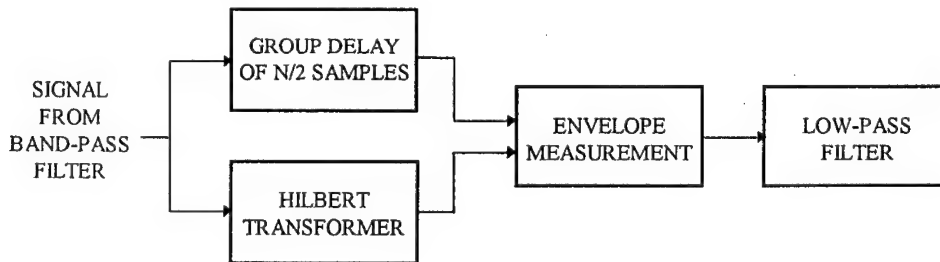 SIGNAL
FROM
BAND-PASS
FILTER
GROUP DELAY
OF N/2 SAMPLES
HILBERT
TRANSFORMER
ENVELOPE
MEASUREMENT
LOW-PASS
FILTER